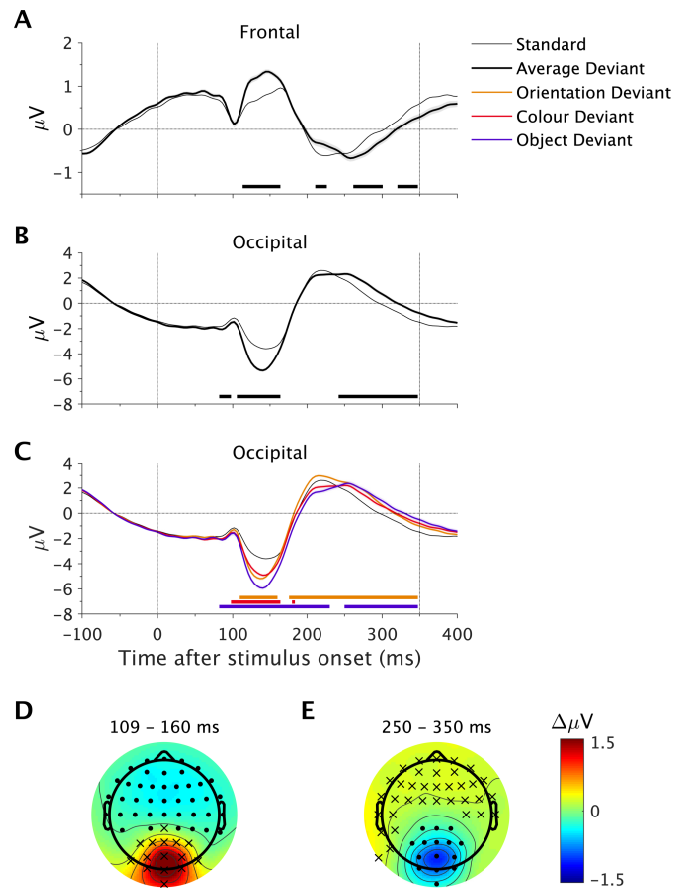 A
Frontal
2
1
0
-1
µV
Standard
Average Deviant
Orientation Deviant
Colour Deviant
Object Deviant
B
Occipital
4
2
0
-2
-4
-6
-8
µV
C
Occipital
4
2
0
-2
-4
-6
-8
µV
-100 0 100 200 300 400
Time after stimulus onset (ms)
D
109 – 160 ms
E
250 – 350 ms
ΔµV
1.5
0
-1.5